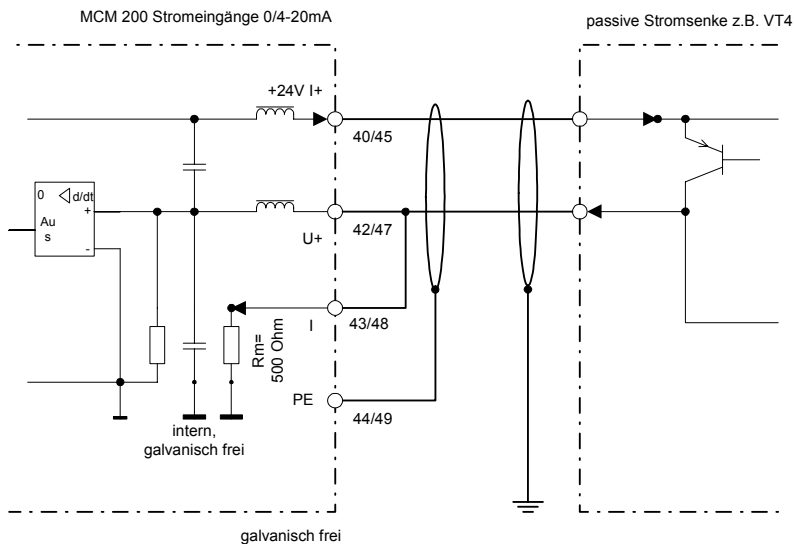 MCM 200 Stromeingänge 0/4-20mA
passive Stromsenke z.B. VT4
+24V I+
40/45
0
d/dt
+
Au
s
-
U+
42/47
I
43/48
Rm=
500 Ohm
PE
44/49
intern,
galvanisch frei
galvanisch frei